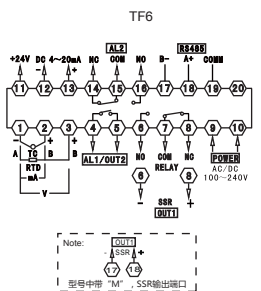 TF6
AL2 RS485
+24V DC 4~20mA NC COM NO B- A+ COMM
- +
11 12 13 14 15 16 17 18 19
1 2 3 4 5 6 7 8 9 10
- + +
A TC B B
RTD
mA
V
AL1/OUT2
NO COM NC
RELAY
POWER
AC/DC
100~240V
6 8
- +
SSR
OUT1
Note: OUT1
- SSR +
17 18
型号中带 "M" ,SSR输出端口